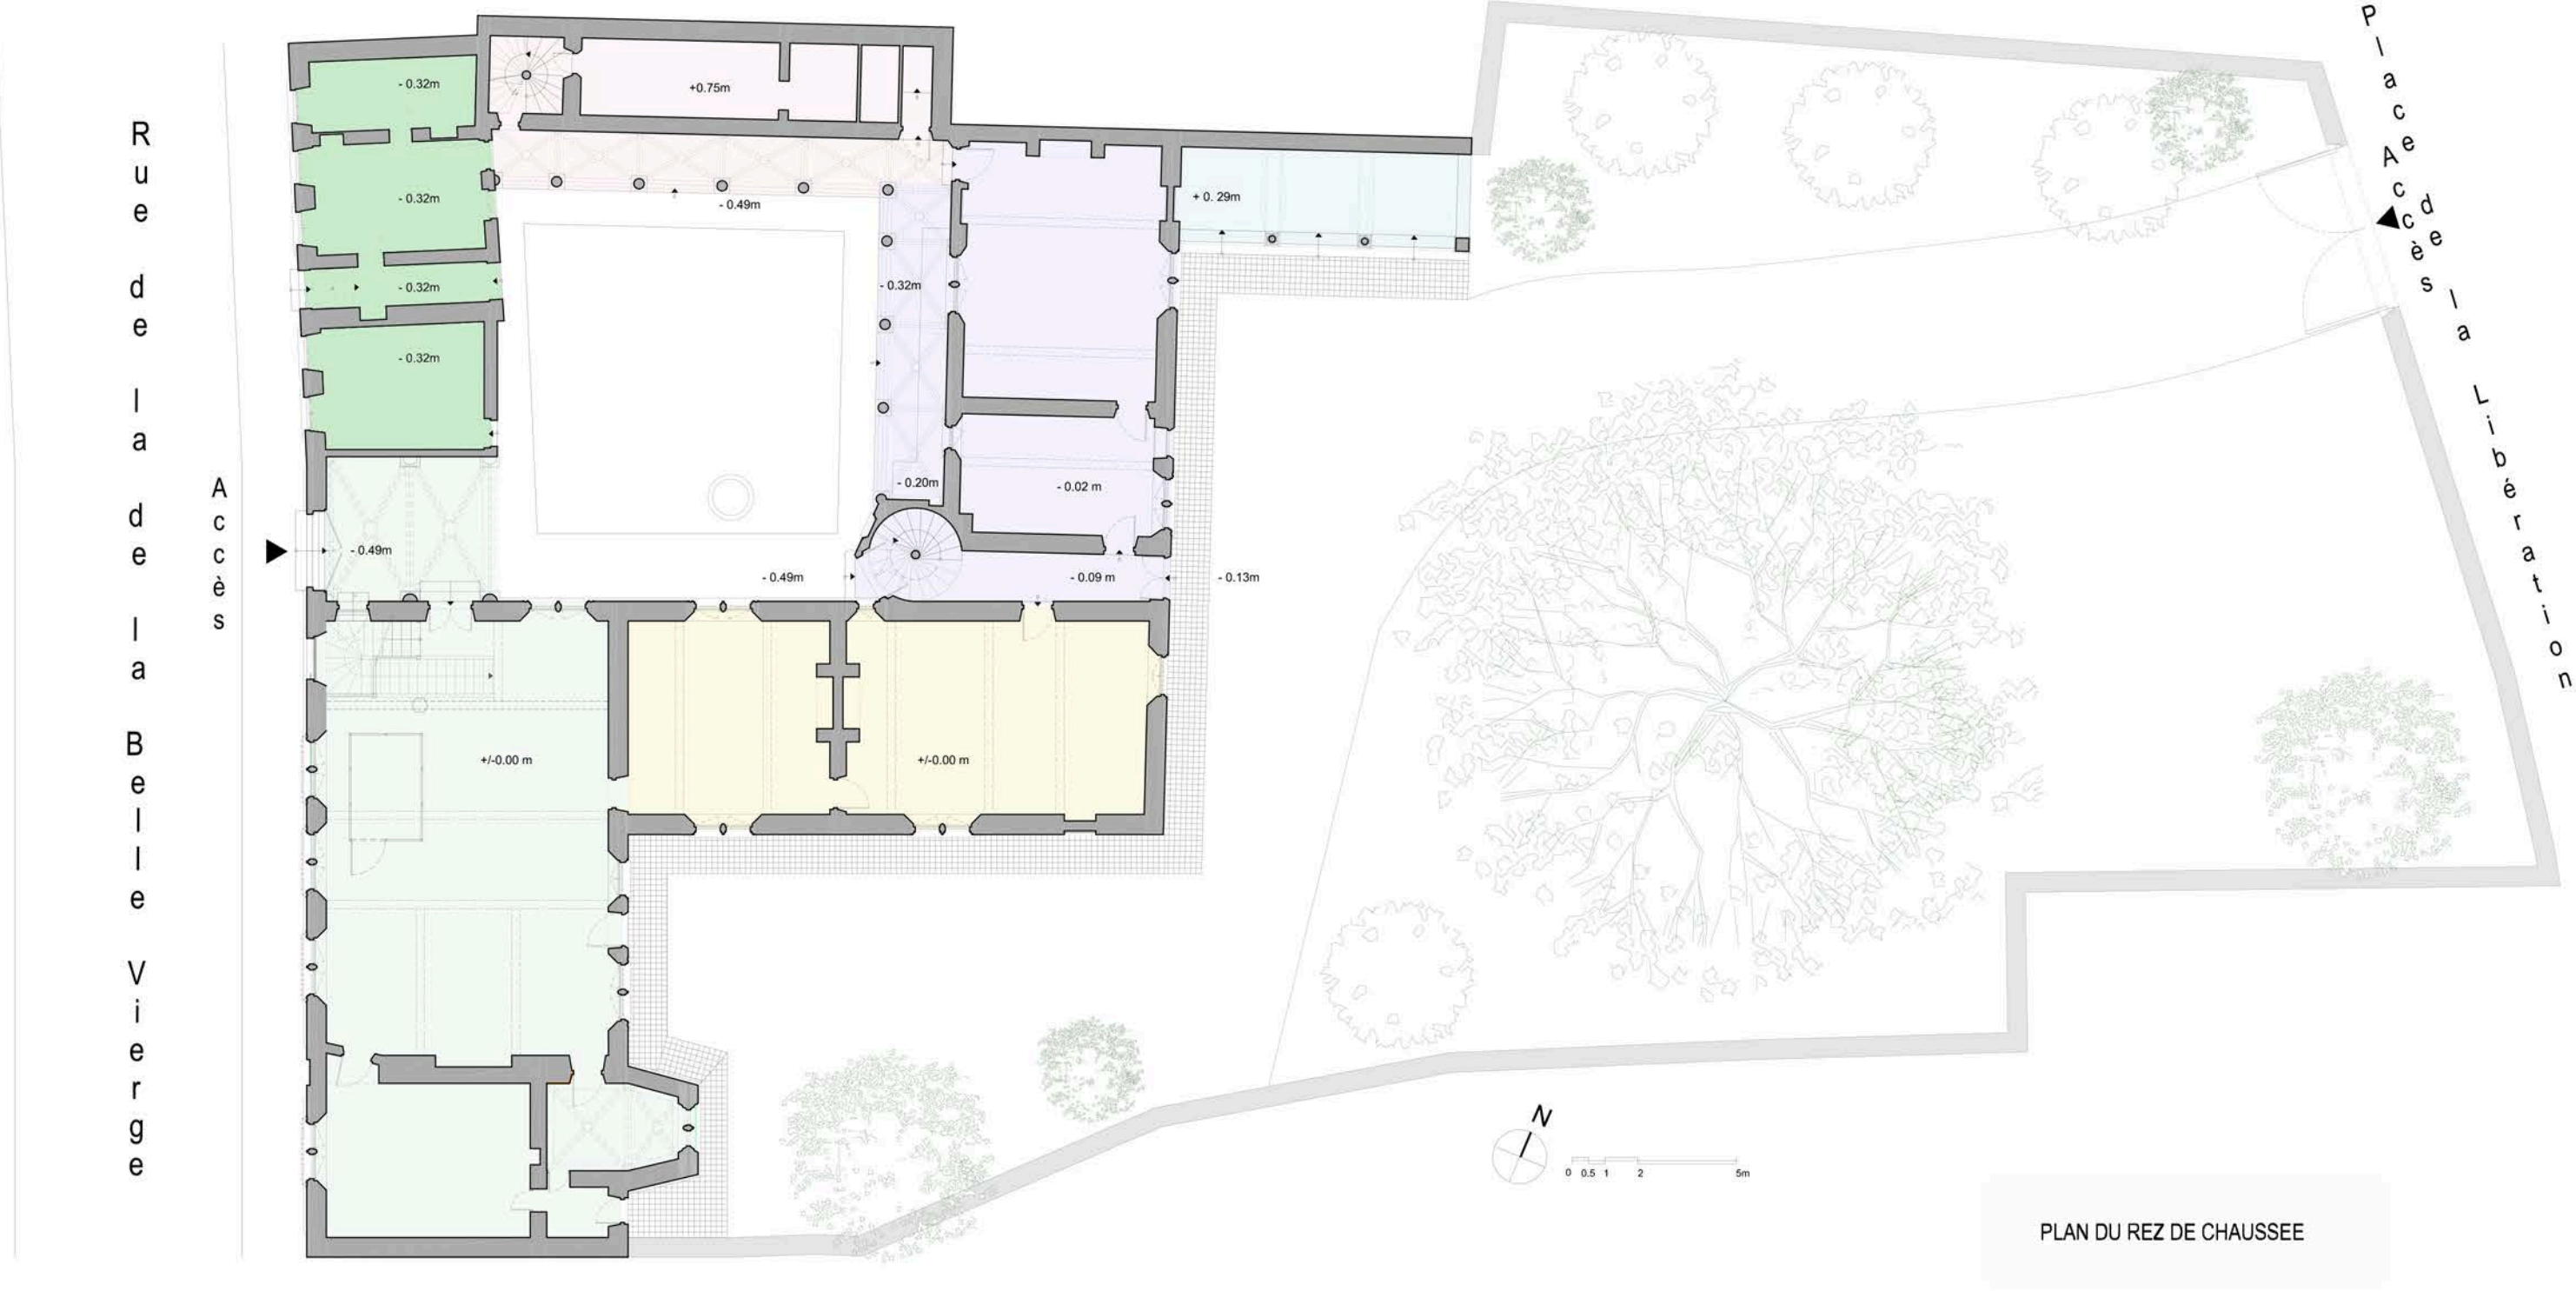 Rue de la de la Belle Vierge
Accès
Place de la Libération
Accès
- 0.32m
+0.75m
- 0.32m
- 0.49m
+ 0. 29m
- 0.32m
- 0.32m
- 0.32m
- 0.20m
- 0.02 m
- 0.49m
- 0.49m
- 0.09 m
- 0.13m
+/-0.00 m
+/-0.00 m
N
0 0.5 1 2 5m
PLAN DU REZ DE CHAUSSEE